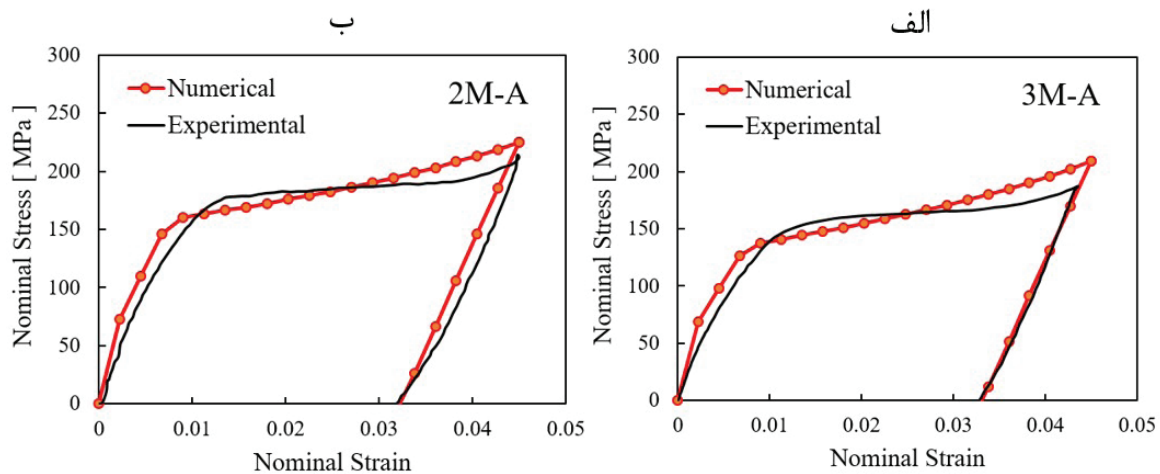 ب
300
250
200
150
100
50
0
Nominal Stress [ MPa]
Numerical
Experimental
2M-A
0 0.01 0.02 0.03 0.04 0.05
Nominal Strain
الف
300
250
200
150
100
50
0
Nominal Stress [ MPa]
Numerical
Experimental
3M-A
0 0.01 0.02 0.03 0.04 0.05
Nominal Strain